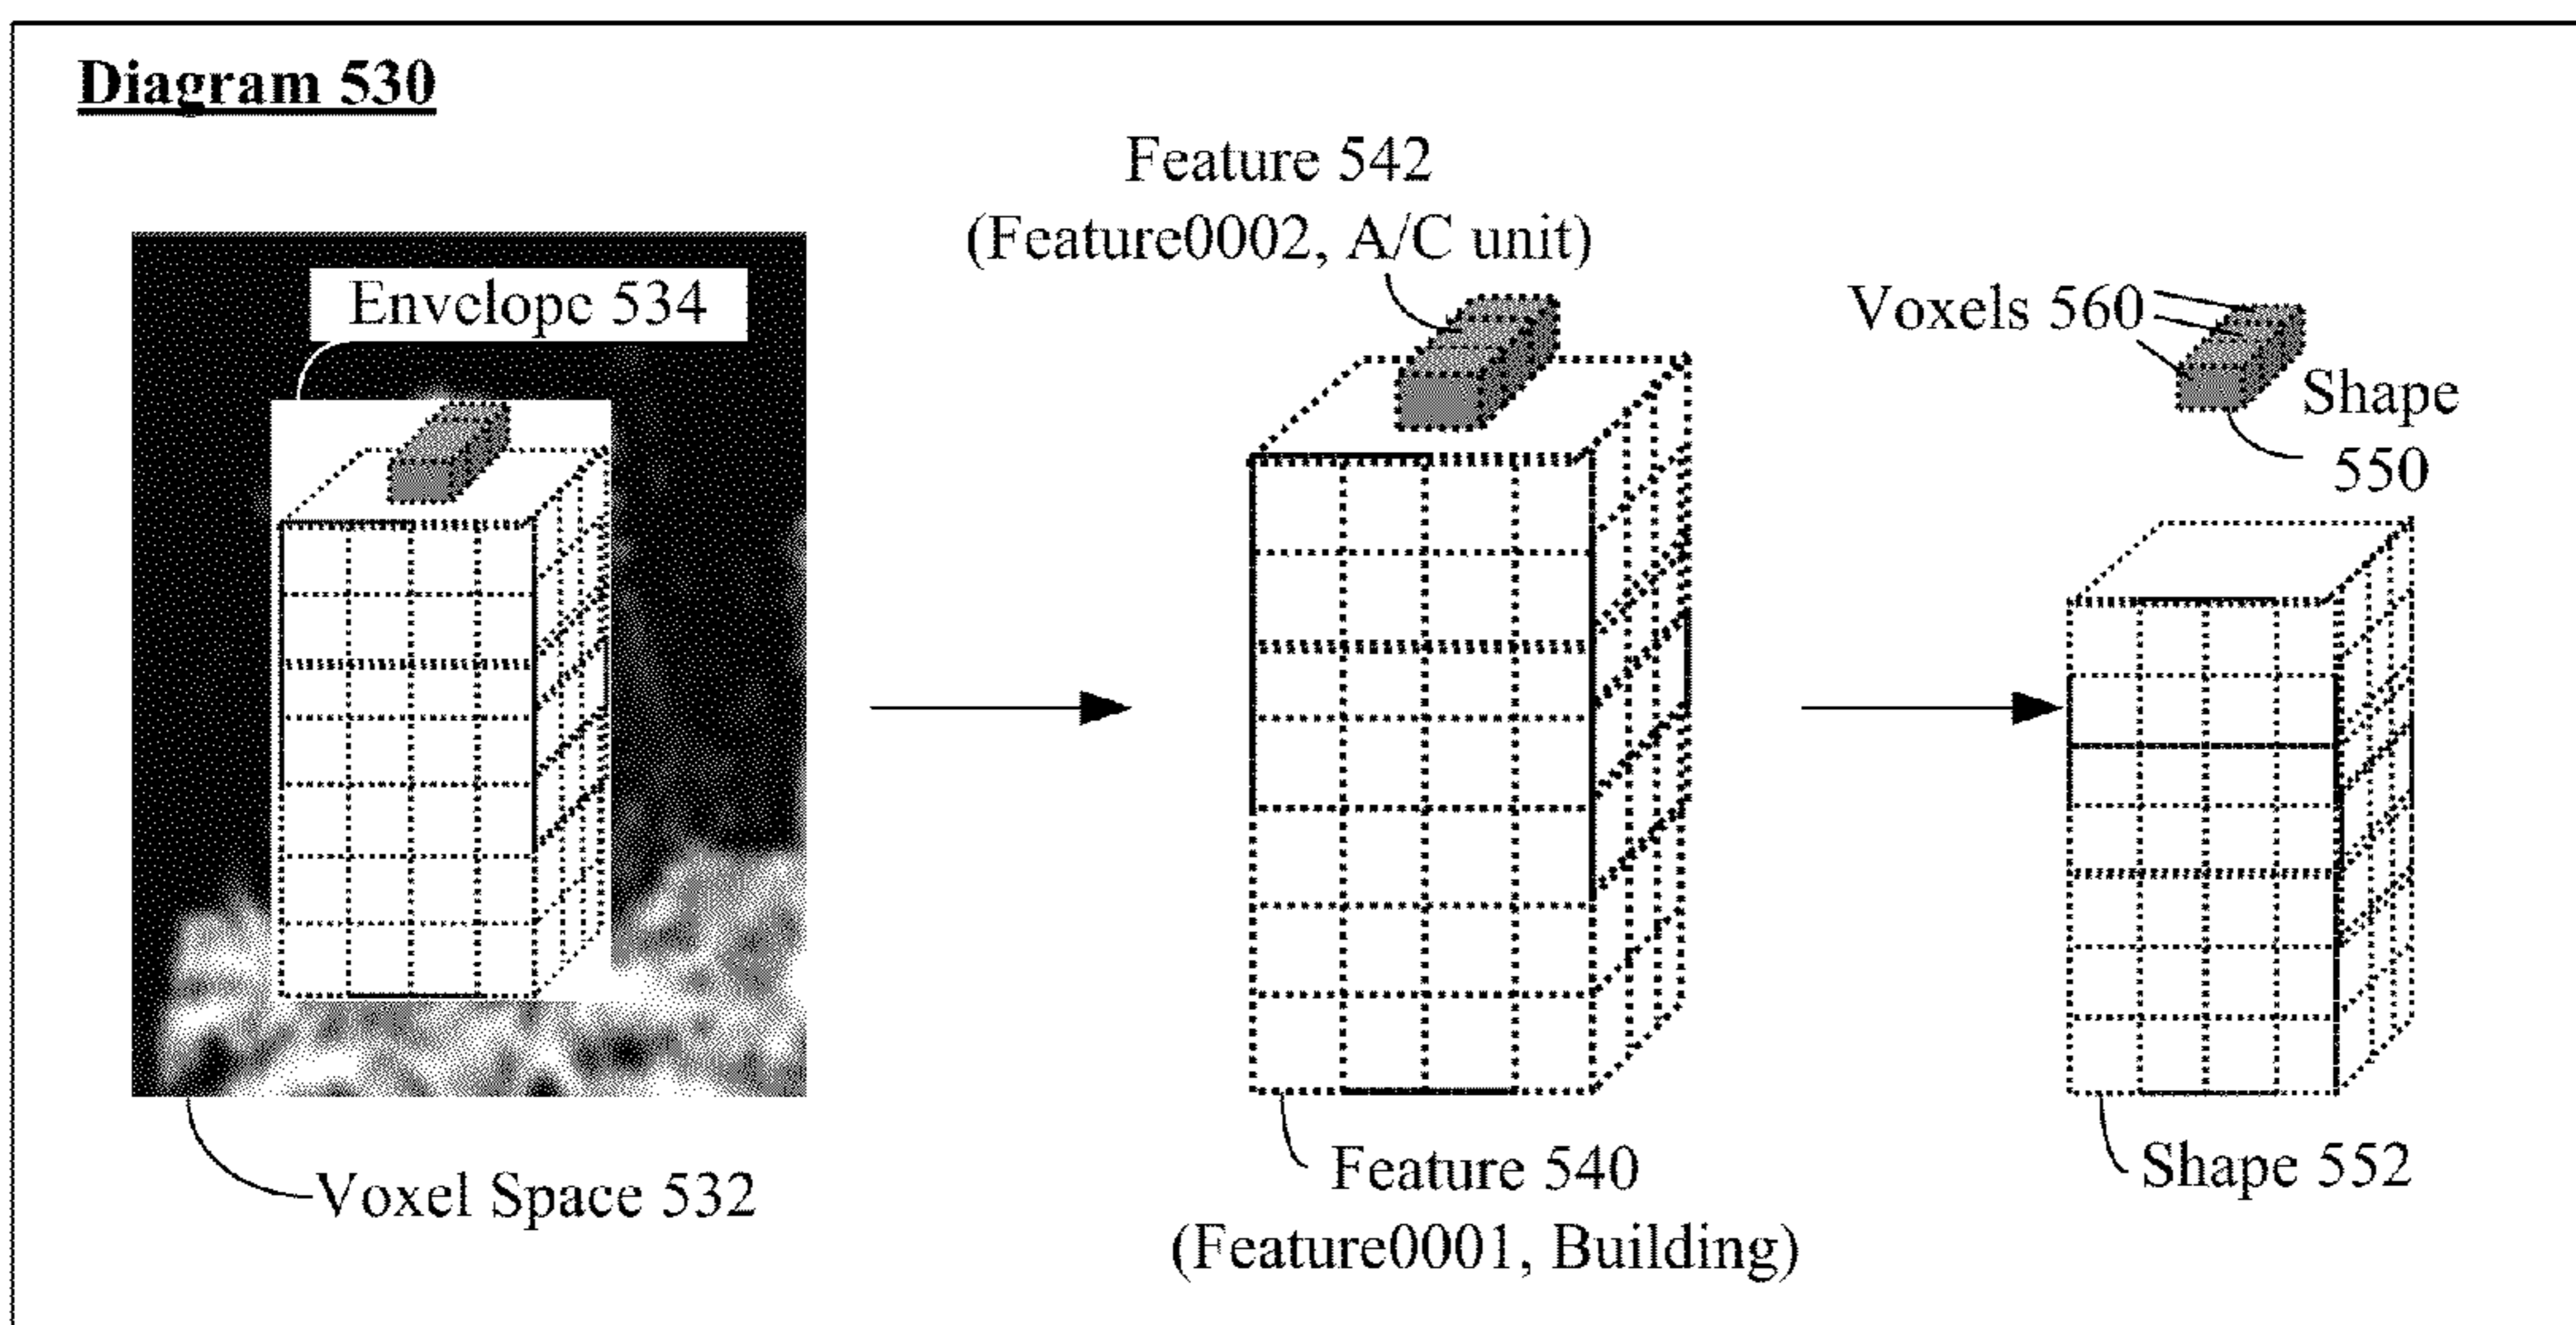 Diagram 530
Feature 542
(Feature0002, A/C unit)
Envelope 534
Voxels 560
Shape
550
Voxel Space 532
Feature 540
(Feature0001, Building)
Shape 552